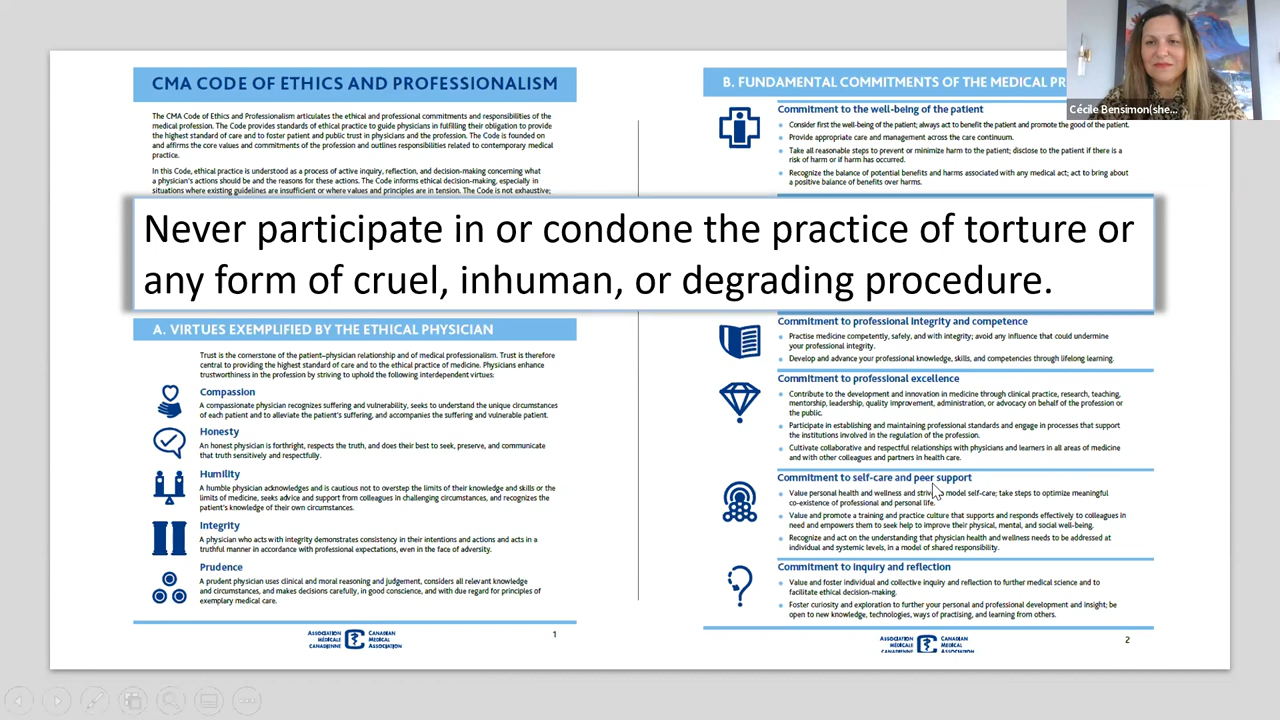 CMA CODE OF ETHICS AND PROFESSIONALISM
The CMA Code of Ethics and Professionalism articulates the ethical and professional commitments and responsibilities of the
medical profession. The Code provides standards of ethical practice to guide physicians in fulfilling their obligation to provide
the highest standard of care and to foster patient and public trust in physicians and the profession. The Code is founded on
and affirms the core values and commitments of the profession and outlines responsibilities related to contemporary medical
practice.
In this Code, ethical practice is understood as a process of active inquiry, reflection, and decision-making concerning what
a physician's actions should be and the reasons for these actions. The Code informs ethical decision-making, especially in
situations where existing guidelines are insufficient or where values and principles are in tension. The Code is not exhaustive;
Never participate in or condone the practice of torture or
any form of cruel, inhuman, or degrading procedure.
A. VIRTUES EXEMPLIFIED BY THE ETHICAL PHYSICIAN
Trust is the cornerstone of the patient–physician relationship and of medical professionalism. Trust is therefore
central to providing the highest standard of care and to the ethical practice of medicine. Physicians enhance
trustworthiness in the profession by striving to uphold the following interdependent virtues:
Compassion
A compassionate physician recognizes suffering and vulnerability, seeks to understand the unique circumstances
of each patient and to alleviate the patient's suffering, and accompanies the suffering and vulnerable patient.
Honesty
An honest physician is forthright, respects the truth, and does their best to seek, preserve, and communicate
that truth sensitively and respectfully.
Humility
A humble physician acknowledges and is cautious not to overstep the limits of their knowledge and skills or the
limits of medicine, seeks advice and support from colleagues in challenging circumstances, and recognizes the
patient's knowledge of their own circumstances.
Integrity
A physician who acts with integrity demonstrates consistency in their intentions and actions and acts in a
truthful manner in accordance with professional expectations, even in the face of adversity.
Prudence
A prudent physician uses clinical and moral reasoning and judgement, considers all relevant knowledge
and circumstances, and makes decisions carefully, in good conscience, and with due regard for principles of
exemplary medical care.
ASSOCIATION MÉDICALE CANADIENNE
CANADIAN MEDICAL ASSOCIATION
1
B. FUNDAMENTAL COMMITMENTS OF THE MEDICAL PR
Cécile Bensimon(she...
Commitment to the well-being of the patient
Consider first the well-being of the patient; always act to benefit the patient and promote the good of the patient.
Provide appropriate care and management across the care continuum.
Take all reasonable steps to prevent or minimize harm to the patient; disclose to the patient if there is a
risk of harm or if harm has occurred.
Recognize the balance of potential benefits and harms associated with any medical act; act to bring about
a positive balance of benefits over harms.
Commitment to professional integrity and competence
Practise medicine competently, safely, and with integrity; avoid any influence that could undermine
your professional integrity.
Develop and advance your professional knowledge, skills, and competencies through lifelong learning.
Commitment to professional excellence
Contribute to the development and innovation in medicine through clinical practice, research, teaching,
mentorship, leadership, quality improvement, administration, or advocacy on behalf of the profession or
the public.
Participate in establishing and maintaining professional standards and engage in processes that support
the institutions involved in the regulation of the profession.
Cultivate collaborative and respectful relationships with physicians and learners in all areas of medicine
and with other colleagues and partners in health care.
Commitment to self-care and peer support
Value personal health and wellness and strive model self-care; take steps to optimize meaningful
co-existence of professional and personal life.
Value and promote a training and practice culture that supports and responds effectively to colleagues in
need and empowers them to seek help to improve their physical, mental, and social well-being.
Recognize and act on the understanding that physician health and wellness needs to be addressed at
individual and systemic levels, in a model of shared responsibility.
Commitment to inquiry and reflection
Value and foster individual and collective inquiry and reflection to further medical science and to
facilitate ethical decision-making.
Foster curiosity and exploration to further your personal and professional development and insight; be
open to new knowledge, technologies, ways of practising, and learning from others.
ASSOCIATION MÉDICALE CANADIENNE
CANADIAN MEDICAL ASSOCIATION
2